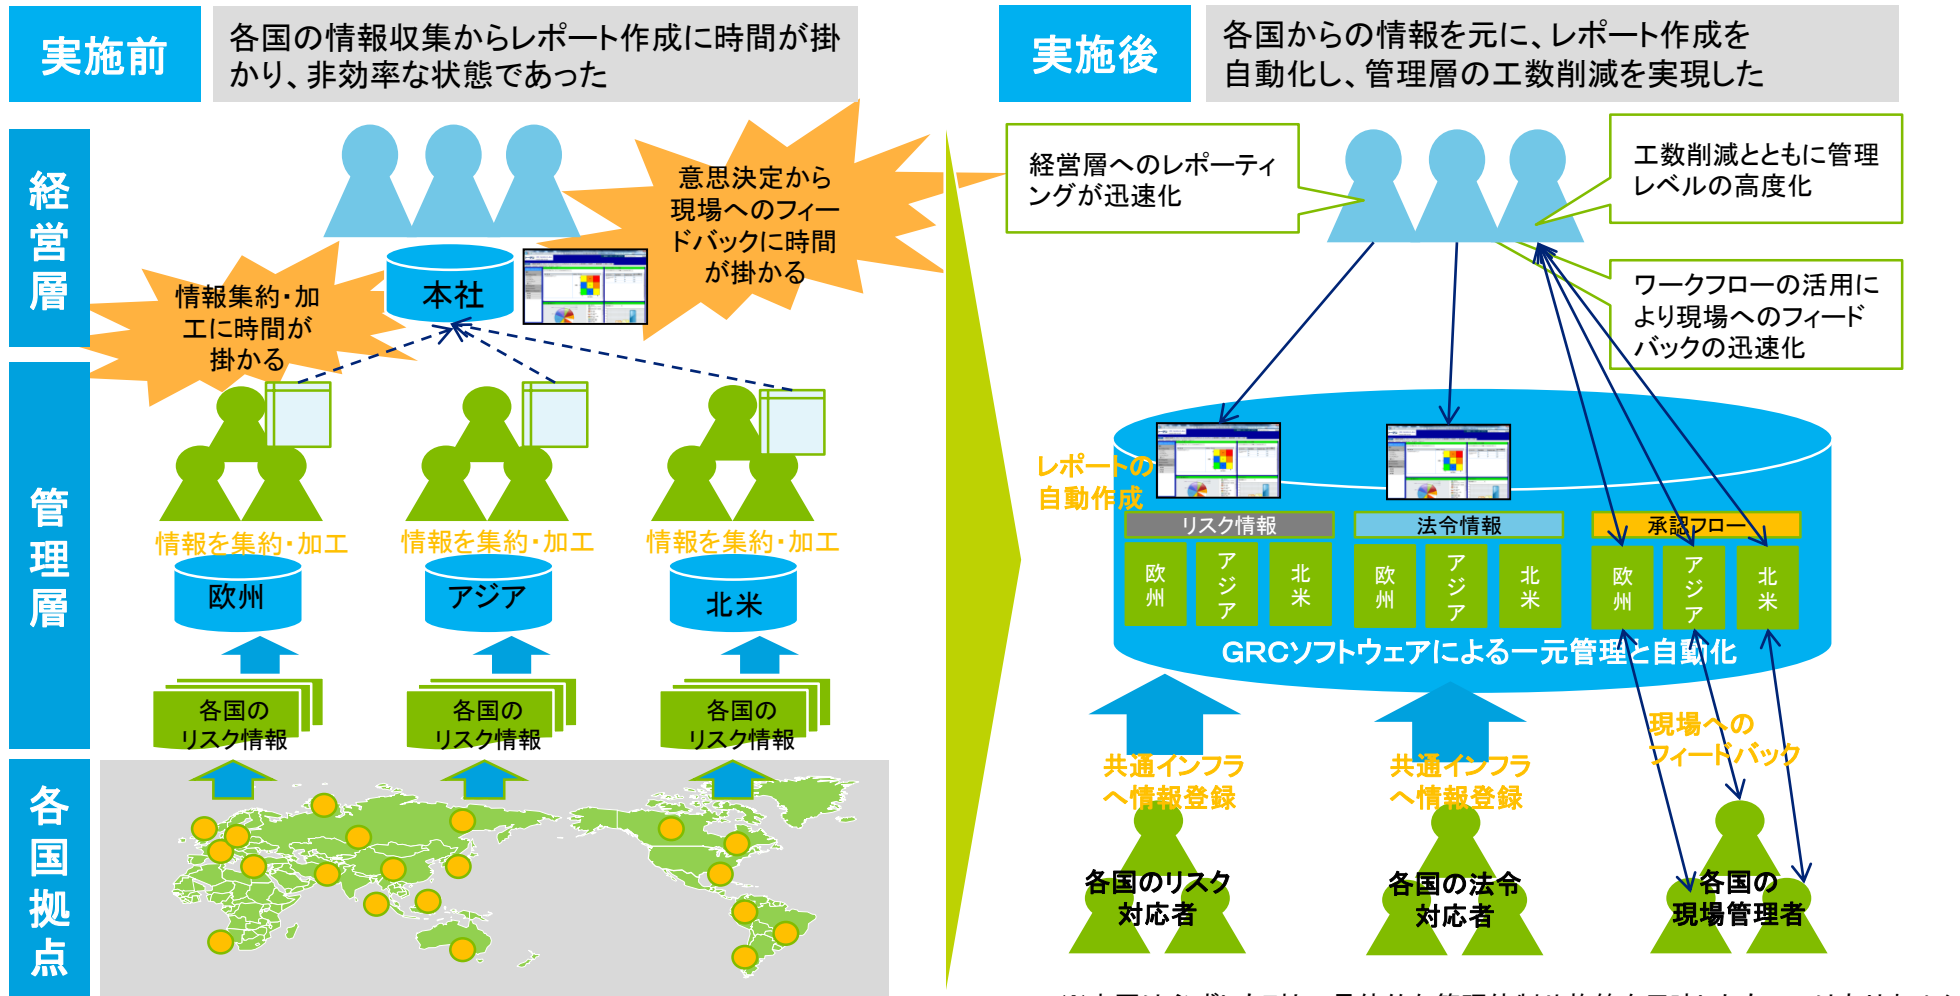 実施前
各国の情報収集からレポート作成に時間が掛
かり、非効率な状態であった
経営層
意思決定から
現場へのフィー
ドバックに時間
が掛かる
情報集約・加
工に時間が
掛かる
本社
管理層
情報を集約・加工
情報を集約・加工
情報を集約・加工
欧州
アジア
北米
各国の
リスク情報
各国の
リスク情報
各国の
リスク情報
各国拠点
実施後
各国からの情報を元に、レポート作成を
自動化し、管理層の工数削減を実現した
経営層へのレポーティ
ングが迅速化
工数削減とともに管理
レベルの高度化
ワークフローの活用に
より現場へのフィード
バックの迅速化
レポートの
自動作成
リスク情報
法令情報
承認フロー
欧州
アジア
北米
欧州
アジア
北米
欧州
アジア
北米
GRCソフトウェアによる一元管理と自動化
共通インフラ
へ情報登録
共通インフラ
へ情報登録
現場への
フィードバック
各国のリスク
対応者
各国の法令
対応者
各国の
現場管理者